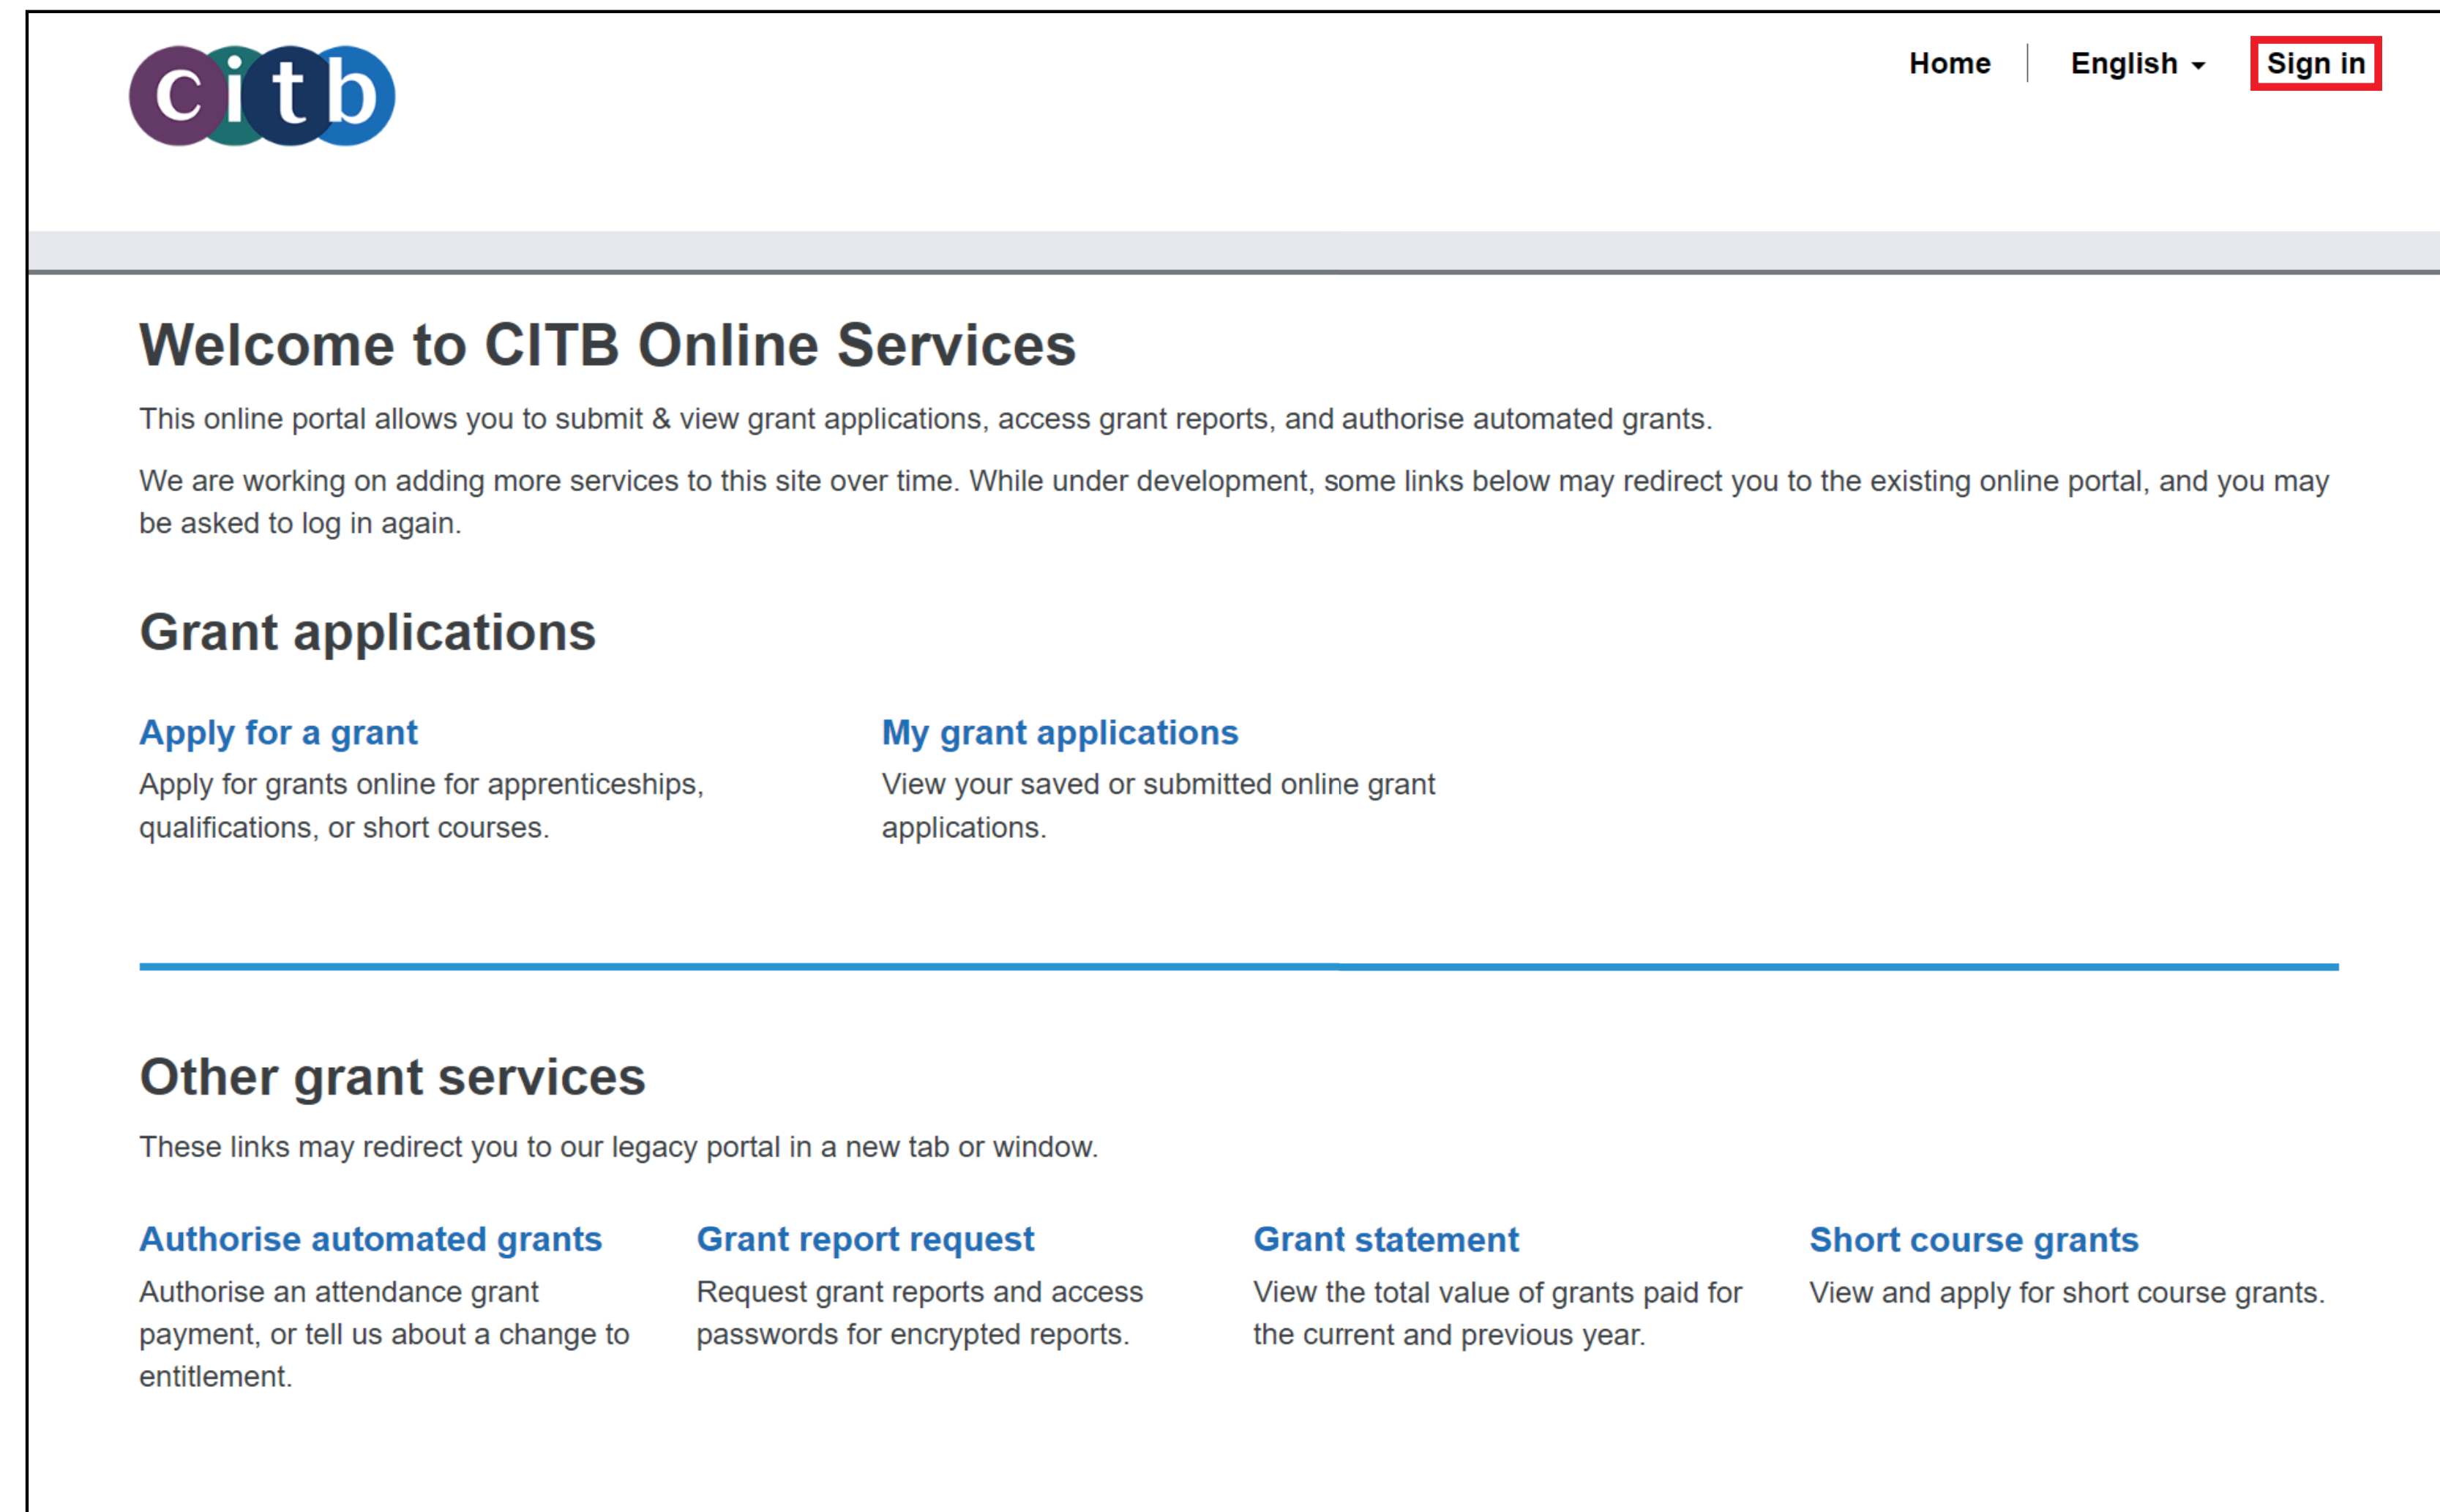 citb
Home
English
Sign in
Welcome to CITB Online Services
This online portal allows you to submit & view grant applications, access grant reports, and authorise automated grants.
We are working on adding more services to this site over time. While under development, some links below may redirect you to the existing online portal, and you may
be asked to log in again.
Grant applications
Apply for a grant
Apply for grants online for apprenticeships,
qualifications, or short courses.
My grant applications
View your saved or submitted online grant
applications.
Other grant services
These links may redirect you to our legacy portal in a new tab or window.
Authorise automated grants
Authorise an attendance grant
payment, or tell us about a change to
entitlement.
Grant report request
Request grant reports and access
passwords for encrypted reports.
Grant statement
View the total value of grants paid for
the current and previous year.
Short course grants
View and apply for short course grants.